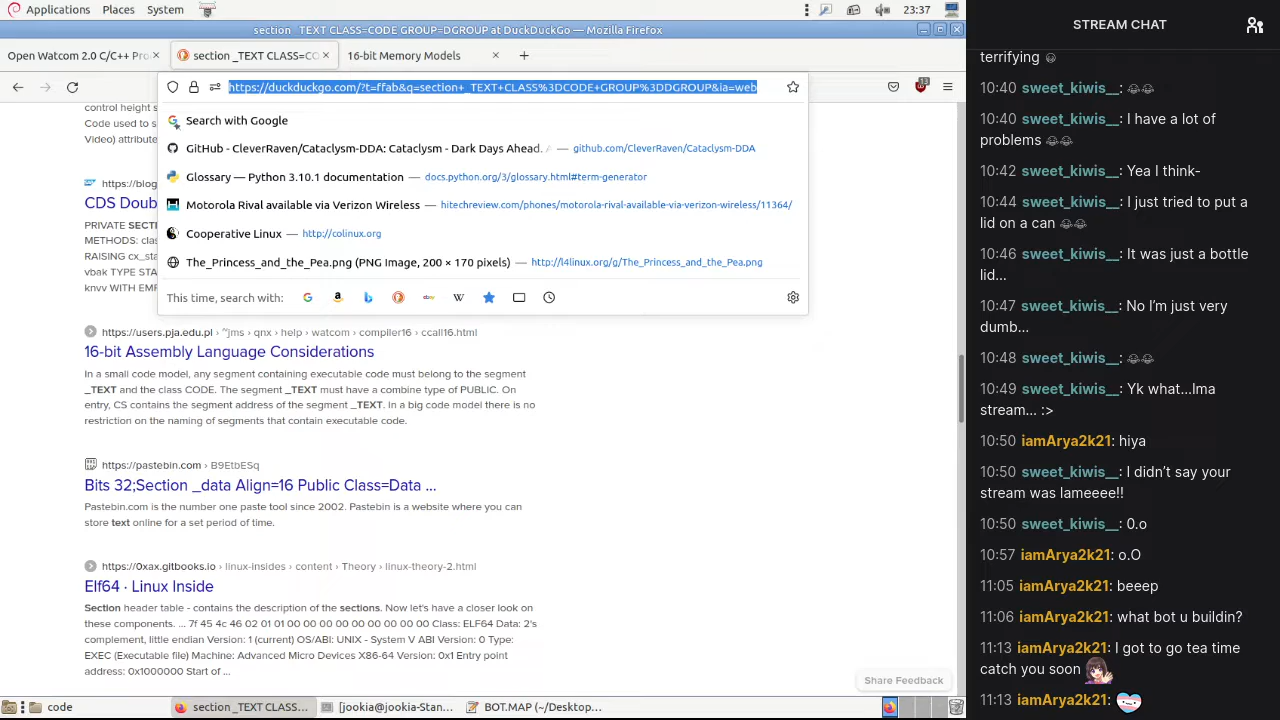 Applications Places System 23:37
section _TEXT CLASS=CODE GROUP=DGROUP at DuckDuckGo — Mozilla Firefox
Open Watcom 2.0 C/C++ Pro
section _TEXT CLASS=CO
16-bit Memory Models
https://duckduckgo.com/?t=ffab&q=section+_TEXT+CLASS%3DCODE+GROUP%3DDGROUP&ia=web
13
Search with Google
GitHub - CleverRaven/Cataclysm-DDA: Cataclysm - Dark Days Ahead. — github.com/CleverRaven/Cataclysm-DDA
Glossary — Python 3.10.1 documentation — docs.python.org/3/glossary.html#term-generator
Motorola Rival available via Verizon Wireless — hitechreview.com/phones/motorola-rival-available-via-verizon-wireless/11364/
Cooperative Linux — http://colinux.org
The_Princess_and_the_Pea.png (PNG Image, 200 × 170 pixels) — http://l4linux.org/g/The_Princess_and_the_Pea.png
This time, search with:
control height s
Code used to s
Video) attribute
https://blog
CDS Doub
PRIVATE SECTI
METHODS: clas
RAISING cx_sta
vbak TYPE STA
knvv WITH EMP
https://users.pja.edu.pl › ~jms › qnx › help › watcom › compiler16 › ccall16.html
16-bit Assembly Language Considerations
In a small code model, any segment containing executable code must belong to the segment
_TEXT and the class CODE. The segment _TEXT must have a combine type of PUBLIC. On
entry, CS contains the segment address of the segment _TEXT. In a big code model there is no
restriction on the naming of segments that contain executable code.
https://pastebin.com › B9EtbESq
Bits 32;Section _data Align=16 Public Class=Data ...
Pastebin.com is the number one paste tool since 2002. Pastebin is a website where you can
store text online for a set period of time.
https://0xax.gitbooks.io › linux-insides › content › Theory › linux-theory-2.html
Elf64 · Linux Inside
Section header table - contains the description of the sections. Now let's have a closer look on
these components. ... 7f 45 4c 46 02 01 01 00 00 00 00 00 00 00 00 00 Class: ELF64 Data: 2's
complement, little endian Version: 1 (current) OS/ABI: UNIX - System V ABI Version: 0 Type:
EXEC (Executable file) Machine: Advanced Micro Devices X86-64 Version: 0x1 Entry point
address: 0x1000000 Start of ...
Share Feedback
code
section _TEXT CLASS...
[joshia@joshtia-Stan...
BOT.MAP (~/Desktop...
STREAM CHAT
terrifying
10:40 sweet_kiwis__: 😂😂
10:40 sweet_kiwis__: I have a lot of
problems 😂😂
10:42 sweet_kiwis__: Yea I think-
10:44 sweet_kiwis__: I just tried to put a
lid on a can 😂😂
10:46 sweet_kiwis__: It was just a bottle
lid...
10:47 sweet_kiwis__: No I'm just very
dumb...
10:48 sweet_kiwis__: 😂😂
10:49 sweet_kiwis__: Yk what...Ima
stream... :>
10:50 iamArya2k21: hiya
10:50 sweet_kiwis__: I didn't say your
stream was lameeee!!
10:50 sweet_kiwis__: 0.o
10:57 iamArya2k21: o.O
11:05 iamArya2k21: beeep
11:06 iamArya2k21: what bot u buildin?
11:13 iamArya2k21: I got to go tea time
catch you soon
11:13 iamArya2k21: